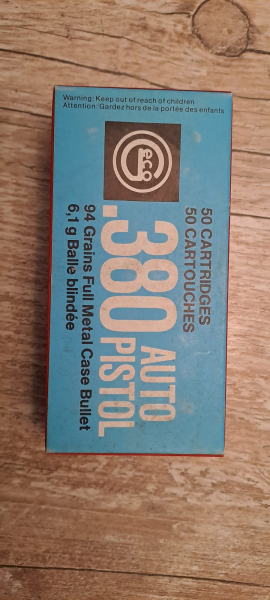 Warning: Keep out of reach of children
Attention: Gardez hors de la portée des enfants
Geco
50 CARTRIDGES
50 CARTOUCHES
.380 AUTO
PISTOL
94 Grains Full Metal Case Bullet
6,1 g Balle blindée